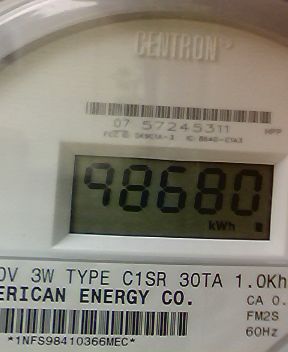 CENTRON
07 57245311
98680
kWh
0V 3W TYPE C1SR 30TA 1.0Kh
ERICAN ENERGY CO.
CA 0.
FM2S
60Hz
*1NFS98410366MEC*